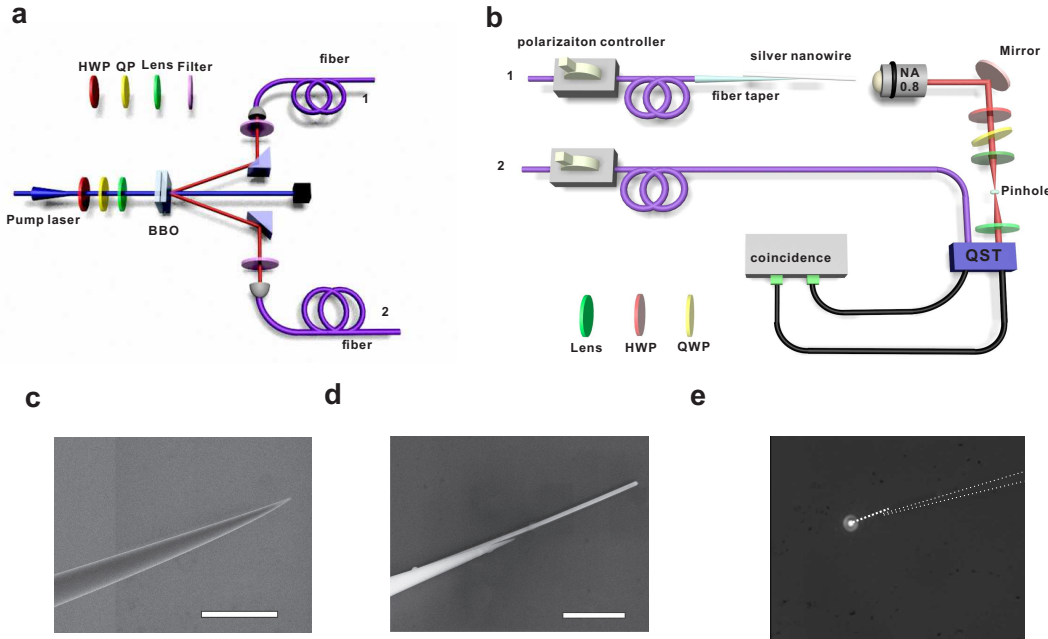 a
HWP QP Lens Filter
fiber
1
Pump laser
BBO
2
fiber
b
polarizaiton controller
silver nanowire
Mirror
1
NA
0.8
fiber taper
2
Pinhole
QST
coincidence
Lens HWP QWP
c
d
e